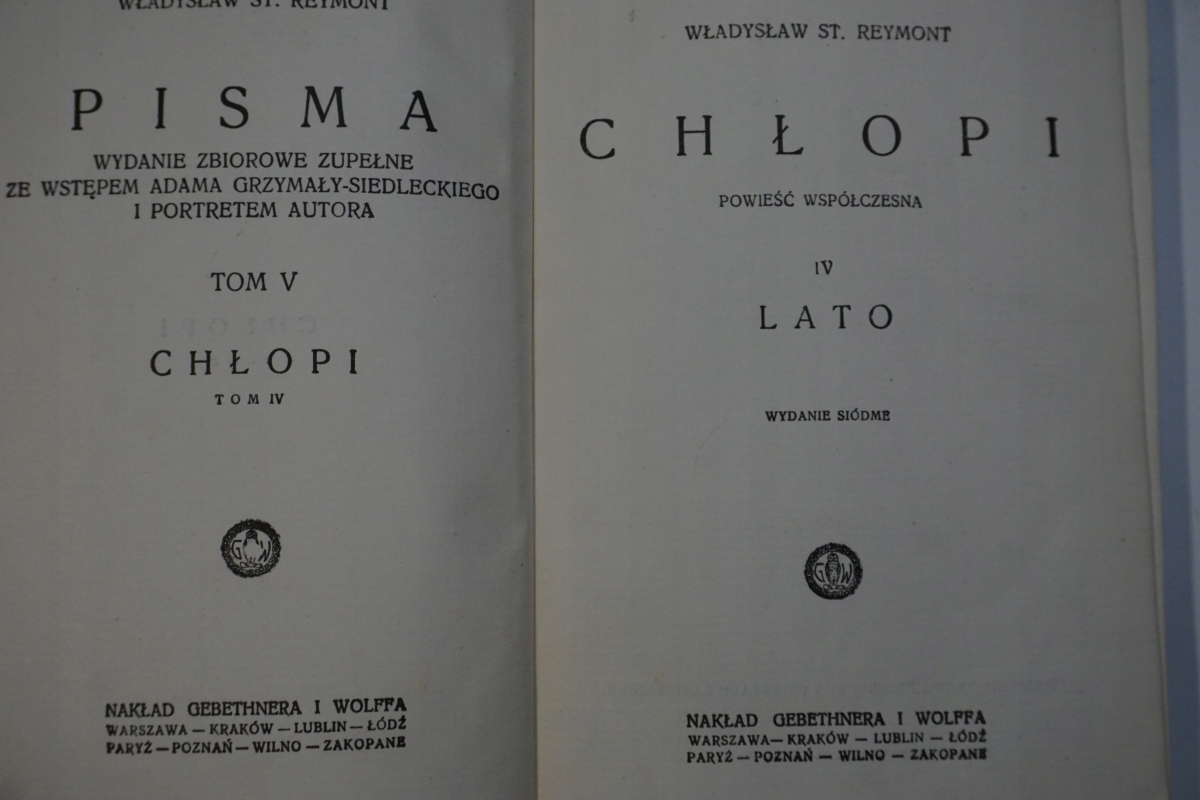 WŁADYSŁAW ST. REYMONT
PISMA
WYDANIE ZBIOROWE ZUPEŁNE
ZE WSTĘPEM ADAMA GRZYMAŁY-SIEDLECKIEGO
I PORTRETEM AUTORA
TOM V
CHŁOPI
TOM IV
G W
NAKŁAD GEBETHNERA I WOLFFA
WARSZAWA — KRAKÓW — LUBLIN — ŁÓDŹ
PARYŻ — POZNAŃ — WILNO — ZAKOPANE
WŁADYSŁAW ST. REYMONT
CHŁOPI
POWIEŚĆ WSPÓŁCZESNA
IV
LATO
WYDANIE SIÓDME
G W
NAKŁAD GEBETHNERA I WOLFFA
WARSZAWA — KRAKÓW — LUBLIN — ŁÓDŹ
PARYŻ — POZNAŃ — WILNO — ZAKOPANE